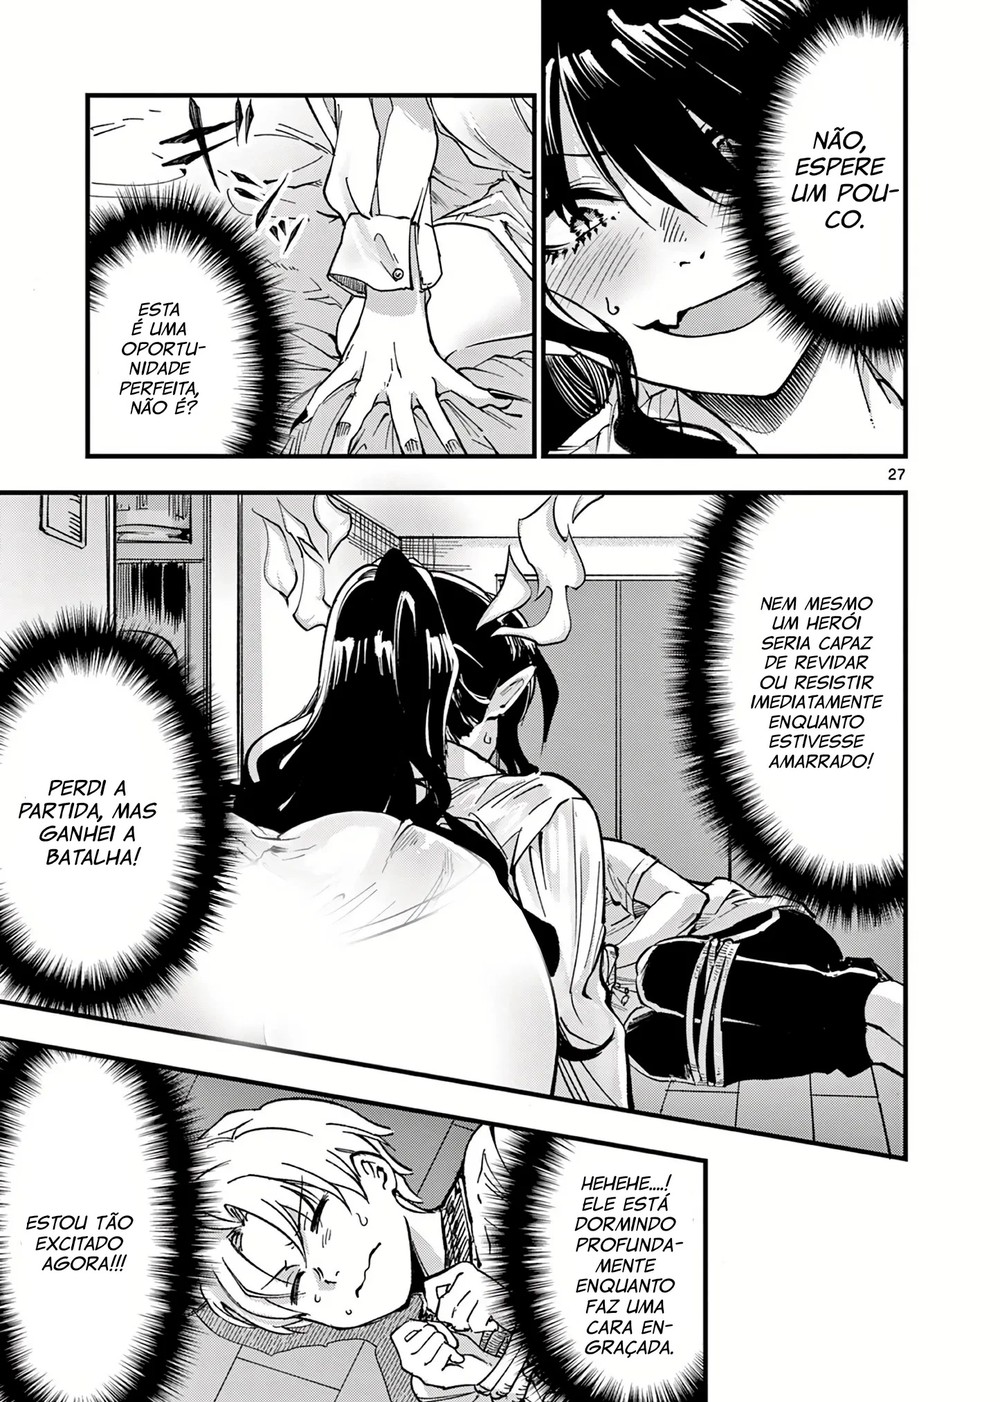 NÃO,
ESPERE
UM POU-
CO.
ESTA
É UMA
OPORTU-
NIDADE
PERFEITA,
NÃO É?
27
NEM MESMO
UM HERÓI
SERIA CAPAZ
DE REVIDAR
OU RESISTIR
IMEDIATAMENTE
ENQUANTO
ESTIVESSE
AMARRADO!
PERDI A
PARTIDA, MAS
GANHEI A
BATALHA!
HEHEHE....!
ELE ESTÁ
DORMINDO
PROFUNDA-
MENTE
ENQUANTO
FAZ UMA
CARA EN-
GRAÇADA.
ESTOU TÃO
EXCITADO
AGORA!!!